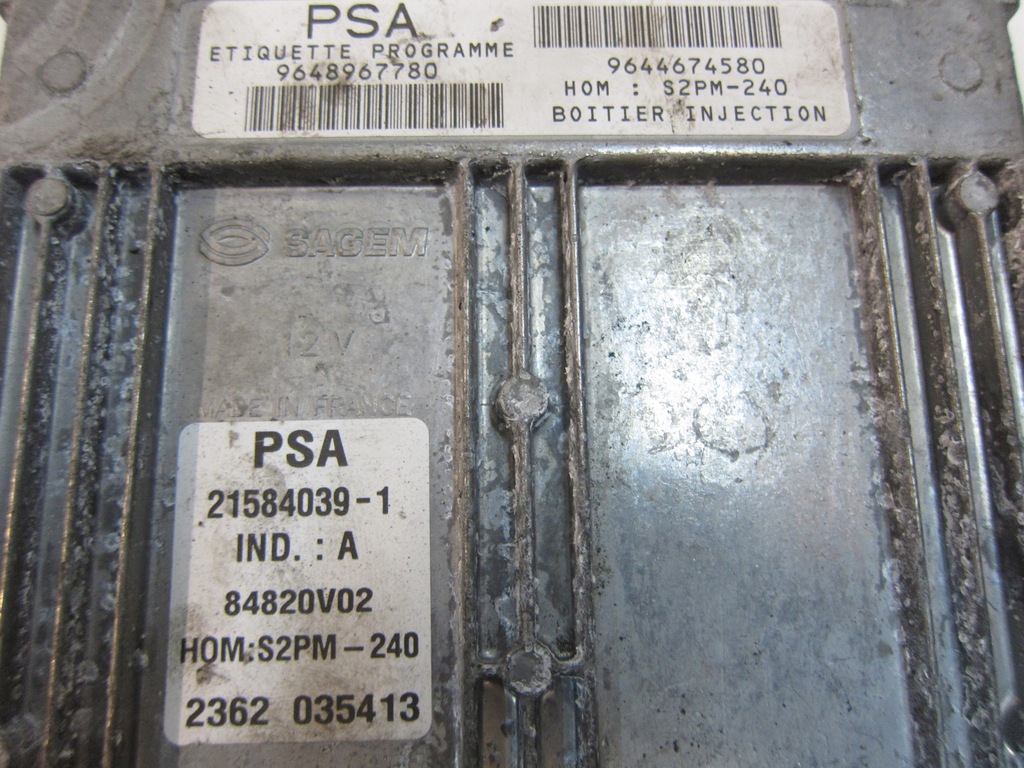 PSA
ETIQUETTE PROGRAMME
9648967780
9644674580
HOM : S2PM-240
BOITIER INJECTION
SAGEM
12 V
MADE IN FRANCE
PSA
21584039-1
IND. : A
84820V02
HOM:S2PM-240
2362 035413